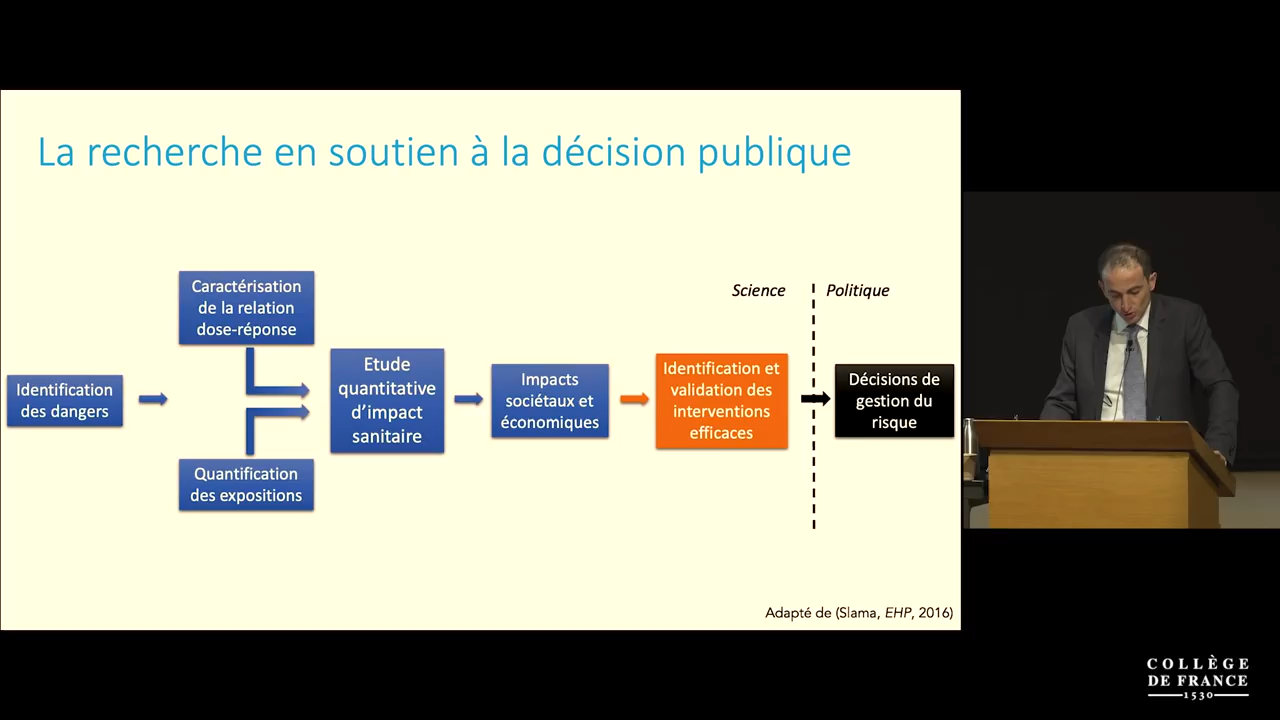 La recherche en soutien à la décision publique
Caractérisation
de la relation
dose-réponse
Science
Politique
Identification
des dangers
Etude
quantitative
d'impact
sanitaire
Impacts
sociétaux et
économiques
Identification et
validation des
interventions
efficaces
Décisions de
gestion du
risque
Quantification
des expositions
Adapté de (Slama, EHP, 2016)
COLLÈGE
DE FRANCE
1530